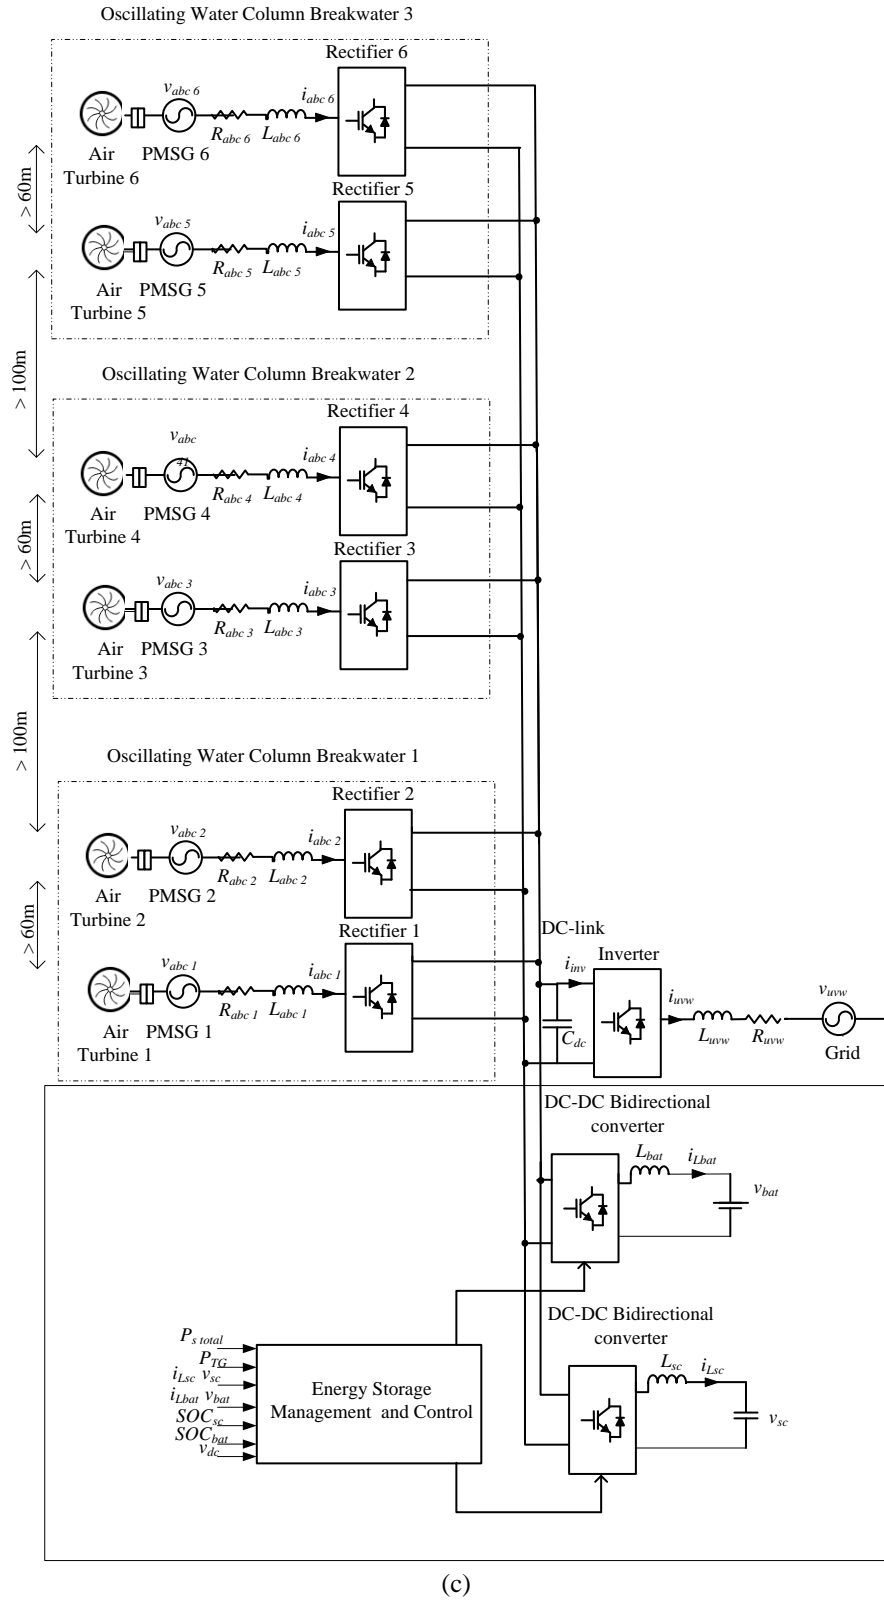 Oscillating Water Column Breakwater 3
Rectifier 6
v_abc 6
i_abc 6
R_abc 6
L_abc 6
Air
Turbine 6
PMSG 6
> 60m
Rectifier 5
v_abc 5
i_abc 5
R_abc 5
L_abc 5
Air
Turbine 5
PMSG 5
> 100m
Oscillating Water Column Breakwater 2
Rectifier 4
v_abc
41
i_abc 4
R_abc 4
L_abc 4
Air
Turbine 4
PMSG 4
> 60m
Rectifier 3
v_abc 3
i_abc 3
R_abc 3
L_abc 3
Air
Turbine 3
PMSG 3
> 100m
Oscillating Water Column Breakwater 1
Rectifier 2
v_abc 2
i_abc 2
R_abc 2
L_abc 2
Air
Turbine 2
PMSG 2
> 60m
Rectifier 1
v_abc 1
i_abc 1
R_abc 1
L_abc 1
Air
Turbine 1
PMSG 1
DC-link
Inverter
i_inv
C_dc
i_uvw
L_uvw
R_uvw
v_uvw
Grid
DC-DC Bidirectional
converter
L_bat
i_Lbat
v_bat
DC-DC Bidirectional
converter
L_sc
i_Lsc
v_sc
P_s total
P_TG
i_Lsc v_sc
i_Lbat v_bat
SOC_sc
SOC_bat
v_dc
Energy Storage
Management and Control
(c)